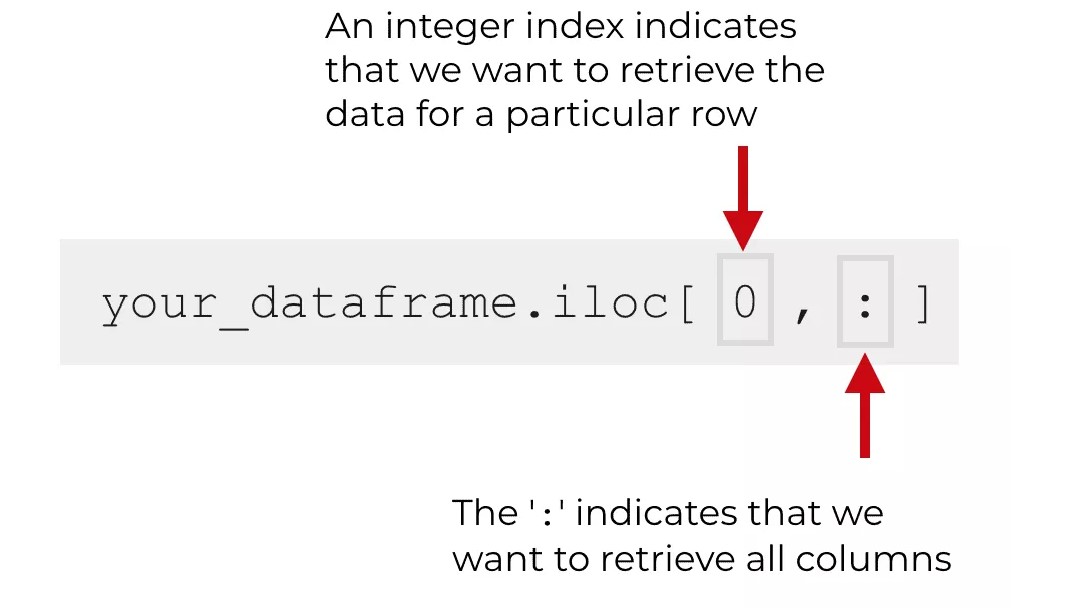 An integer index indicates
that we want to retrieve the
data for a particular row
your_dataframe.iloc[ 0 , : ]
The ':' indicates that we
want to retrieve all columns